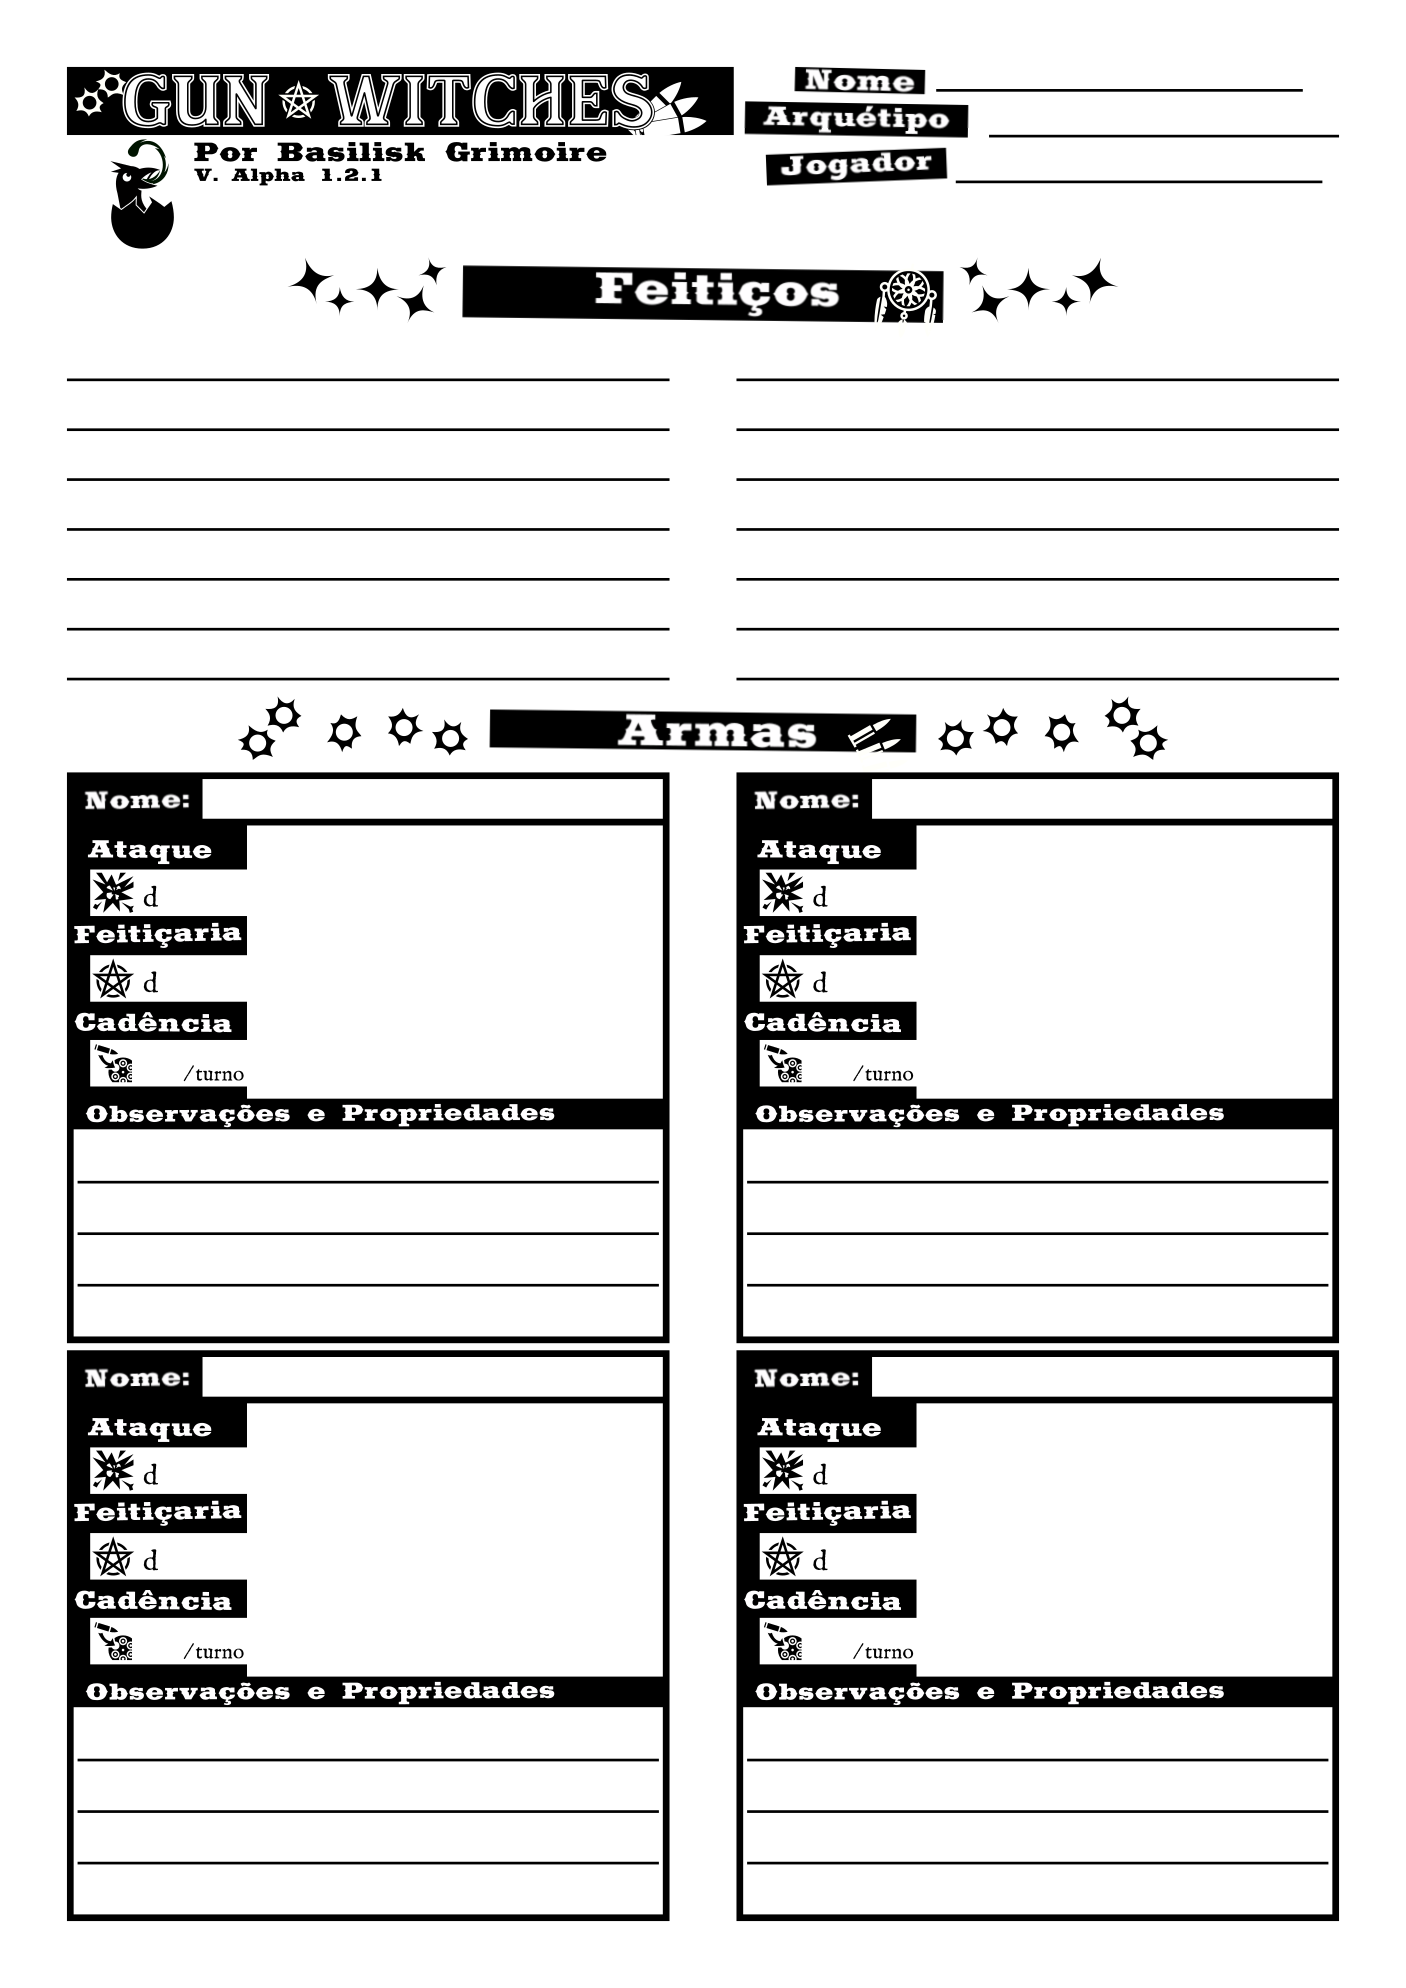 GUN WITCHES
Por Basilisk Grimoire
V. Alpha 1.2.1
Nome
Arquétipo
Jogador
Feitiços
Armas
Nome:
Ataque
d
Feitiçaria
d
Cadência
/turno
Observações e Propriedades
Nome:
Ataque
d
Feitiçaria
d
Cadência
/turno
Observações e Propriedades
Nome:
Ataque
d
Feitiçaria
d
Cadência
/turno
Observações e Propriedades
Nome:
Ataque
d
Feitiçaria
d
Cadência
/turno
Observações e Propriedades